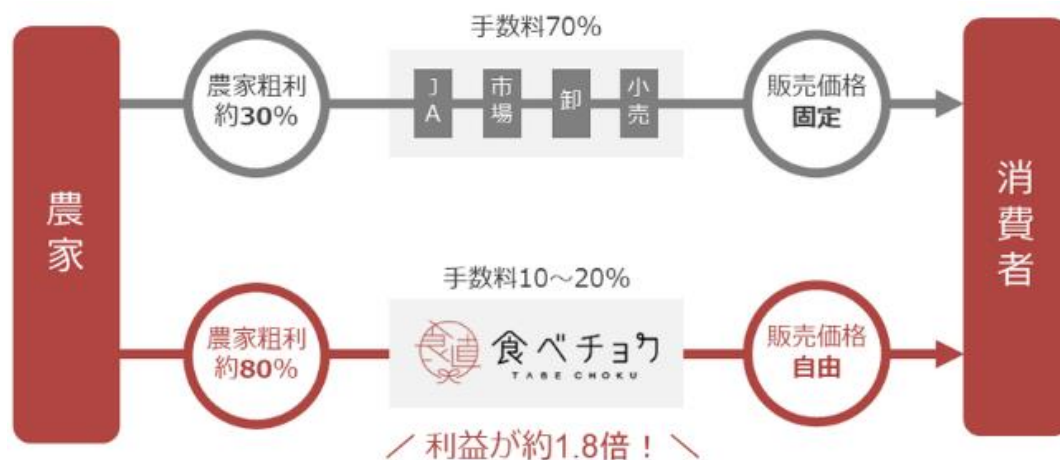 農家
農家粗利
約30%
手数料70%
JA
市場
卸
小売
販売価格
固定
消費者
農家粗利
約80%
手数料10～20%
食直
食べチョク
TABE CHOKU
販売価格
自由
／ 利益が約1.8倍！ ＼